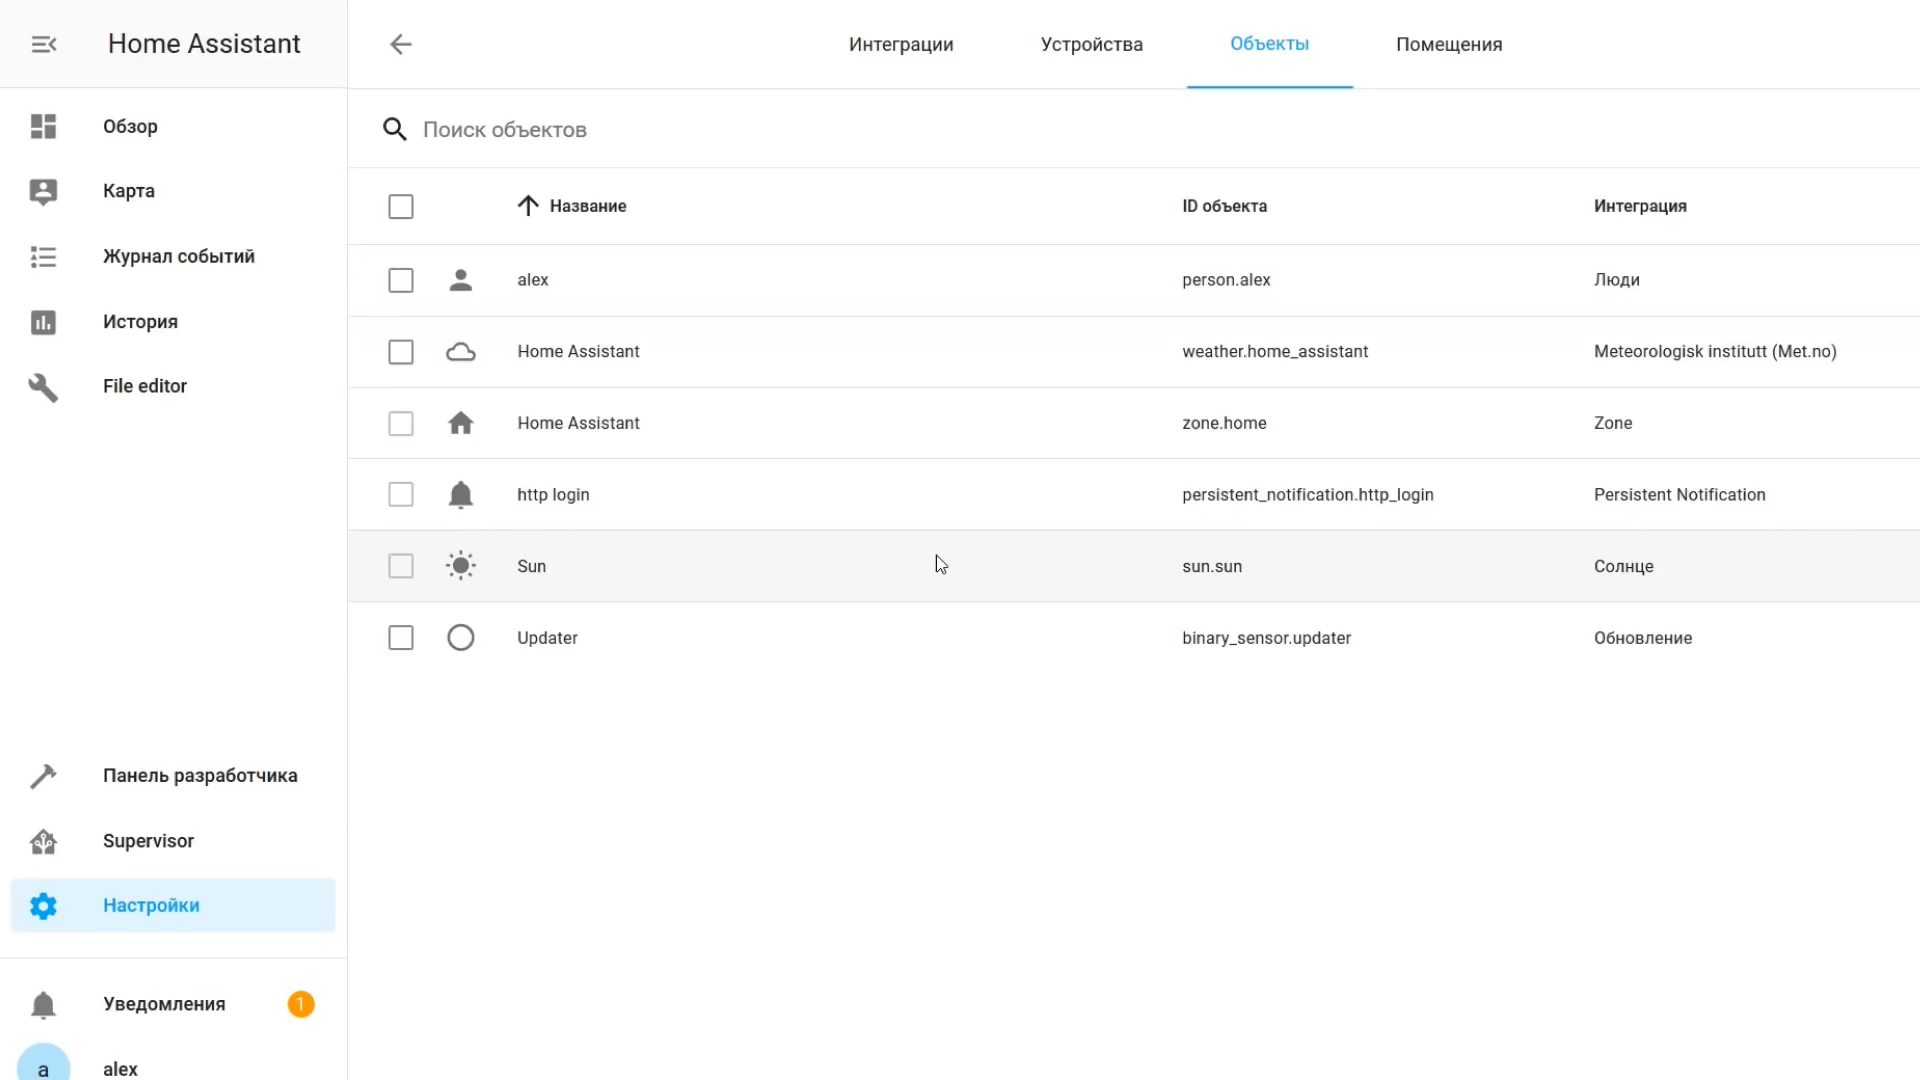 Home Assistant
Интеграции
Устройства
Объекты
Помещения
Обзор
Карта
Журнал событий
История
File editor
Панель разработчика
Supervisor
Настройки
Уведомления 1
a alex
Поиск объектов
Название ID объекта Интеграция
alex person.alex Люди
Home Assistant weather.home_assistant Meteorologisk institutt (Met.no)
Home Assistant zone.home Zone
http login persistent_notification.http_login Persistent Notification
Sun sun.sun Солнце
Updater binary_sensor.updater Обновление